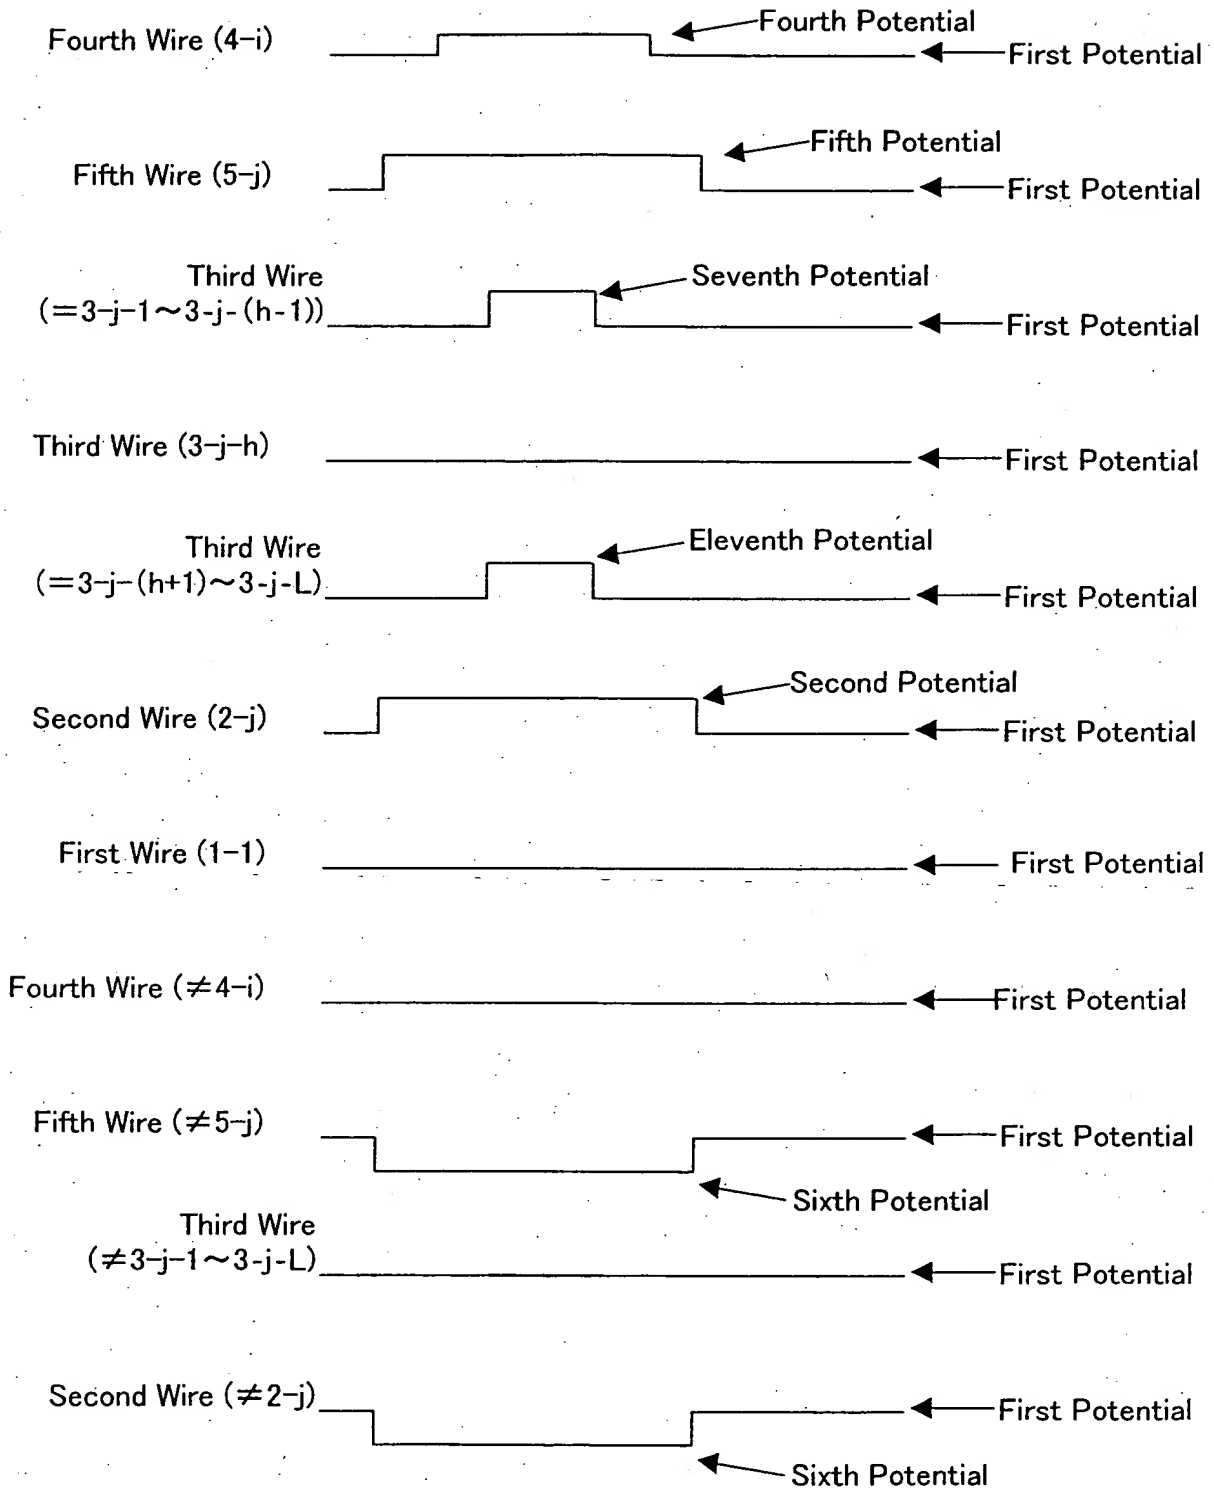 Fourth Wire (4-i)
Fourth Potential
First Potential
Fifth Wire (5-j)
Fifth Potential
First Potential
Third Wire
(=3-j-1~3-j-(h-1))
Seventh Potential
First Potential
Third Wire (3-j-h)
First Potential
Third Wire
(=3-j-(h+1)~3-j-L)
Eleventh Potential
First Potential
Second Wire (2-j)
Second Potential
First Potential
First Wire (1-1)
First Potential
Fourth Wire (≠4-i)
First Potential
Fifth Wire (≠5-j)
First Potential
Sixth Potential
Third Wire
(≠3-j-1~3-j-L)
First Potential
Second Wire (≠2-j)
First Potential
Sixth Potential